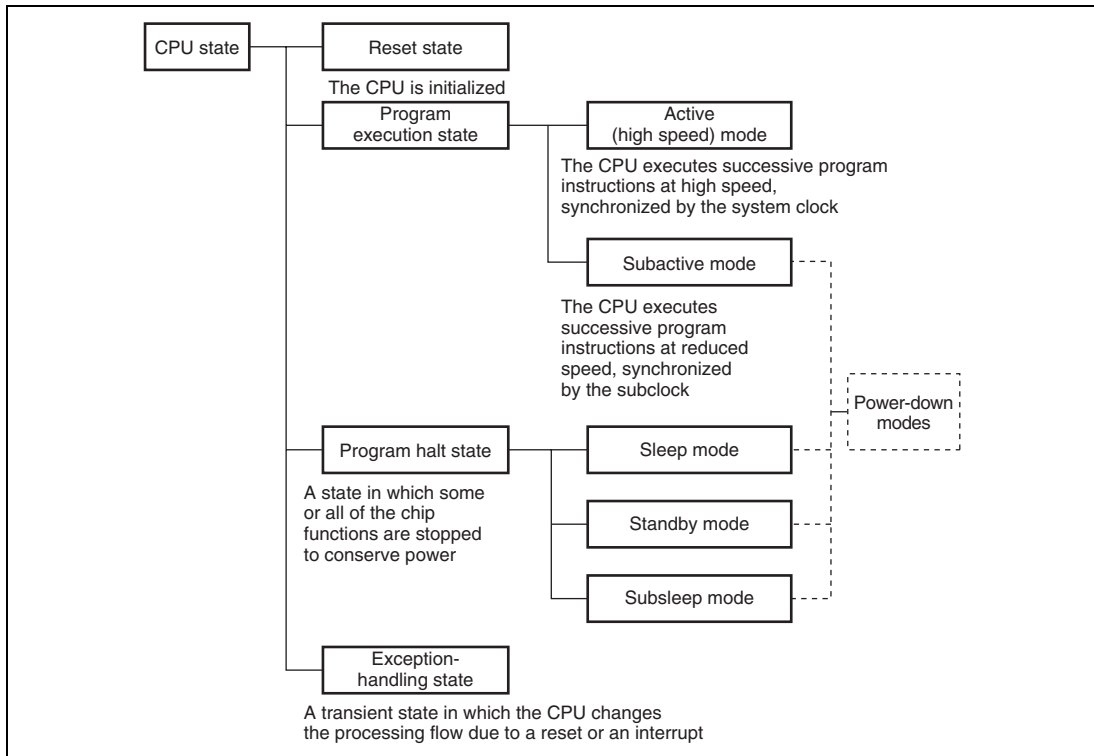 CPU state
Reset state
The CPU is initialized
Program
execution state
Active
(high speed) mode
The CPU executes successive program
instructions at high speed,
synchronized by the system clock
Subactive mode
The CPU executes
successive program
instructions at reduced
speed, synchronized
by the subclock
Power-down
modes
Program halt state
A state in which some
or all of the chip
functions are stopped
to conserve power
Sleep mode
Standby mode
Subsleep mode
Exception-
handling state
A transient state in which the CPU changes
the processing flow due to a reset or an interrupt